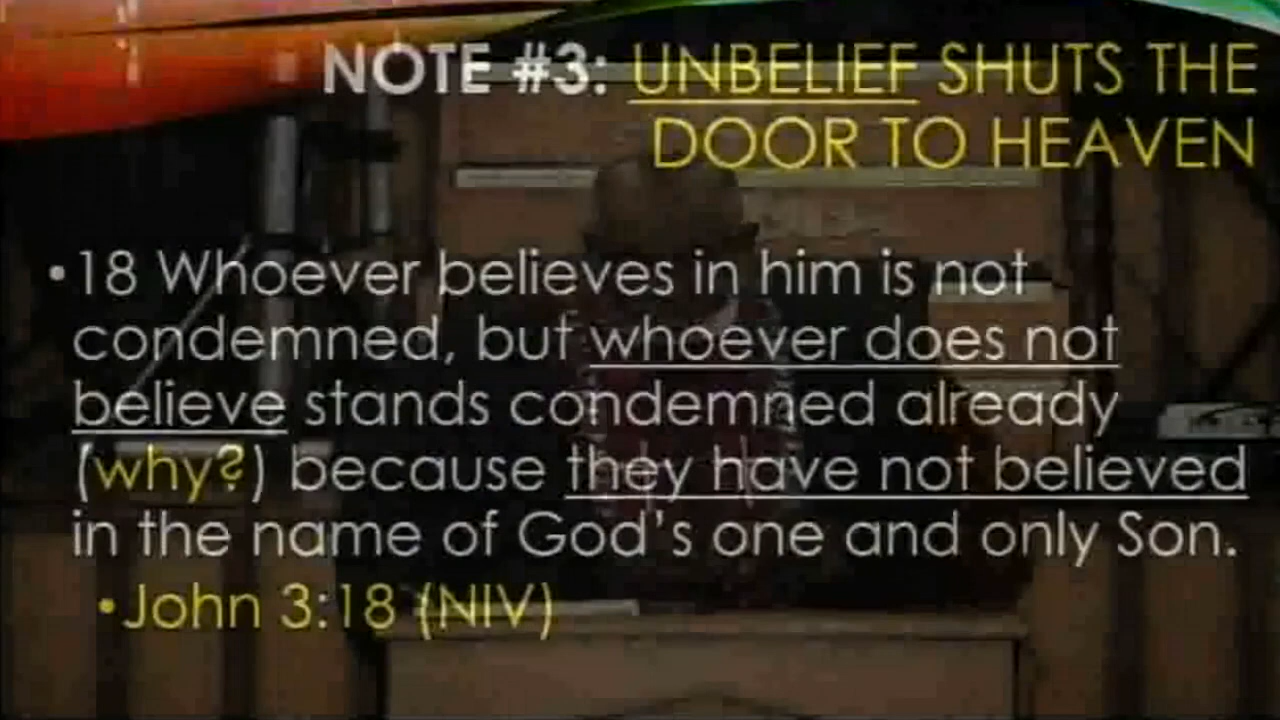 NOTE #3: UNBELIEF SHUTS THE
DOOR TO HEAVEN
•18 Whoever believes in him is not
condemned, but whoever does not
believe stands condemned already
(why?) because they have not believed
in the name of God's one and only Son.
•John 3:18 (NIV)